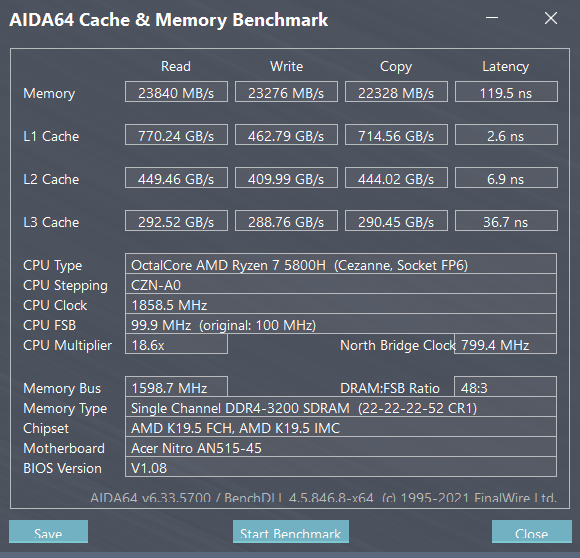 AIDA64 Cache & Memory Benchmark
Read Write Copy Latency
Memory 23840 MB/s 23276 MB/s 22328 MB/s 119.5 ns
L1 Cache 770.24 GB/s 462.79 GB/s 714.56 GB/s 2.6 ns
L2 Cache 449.46 GB/s 409.99 GB/s 444.02 GB/s 6.9 ns
L3 Cache 292.52 GB/s 288.76 GB/s 290.45 GB/s 36.7 ns
CPU Type OctalCore AMD Ryzen 7 5800H (Cezanne, Socket FP6)
CPU Stepping CZN-A0
CPU Clock 1858.5 MHz
CPU FSB 99.9 MHz (original: 100 MHz)
CPU Multiplier 18.6x North Bridge Clock 799.4 MHz
Memory Bus 1598.7 MHz DRAM:FSB Ratio 48:3
Memory Type Single Channel DDR4-3200 SDRAM (22-22-22-52 CR1)
Chipset AMD K19.5 FCH, AMD K19.5 IMC
Motherboard Acer Nitro AN515-45
BIOS Version V1.08
AIDA64 v6.33.5700 / BenchDLL 4.5.846.8-x64 (c) 1995-2021 FinalWire Ltd.
Save Start Benchmark Close